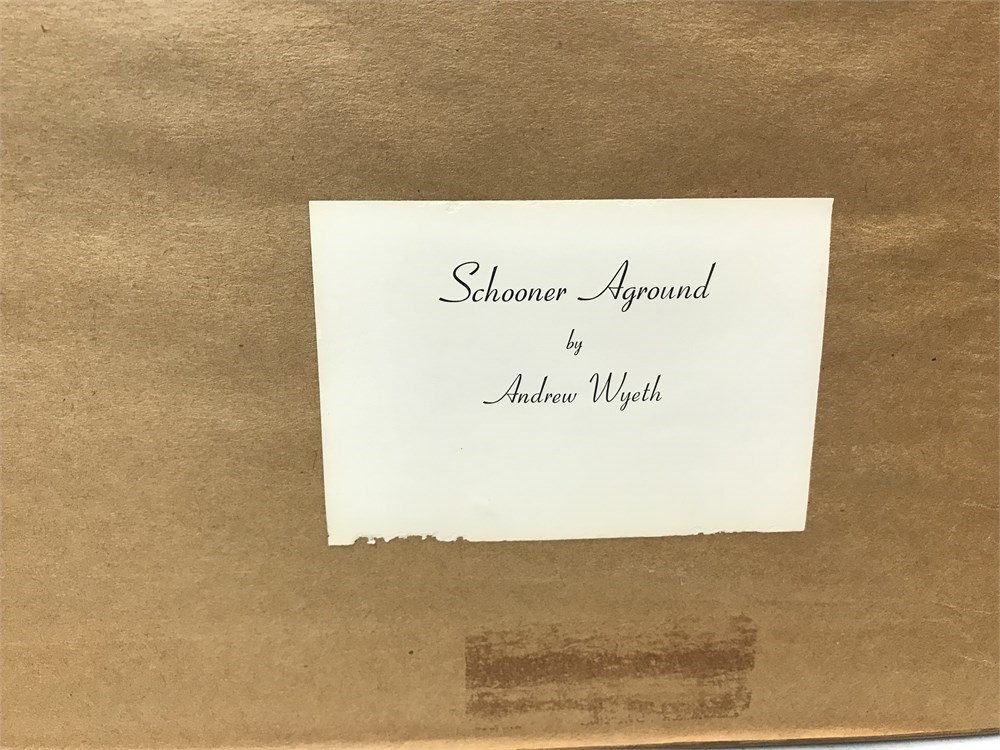 Schooner Aground
by
Andrew Wyeth